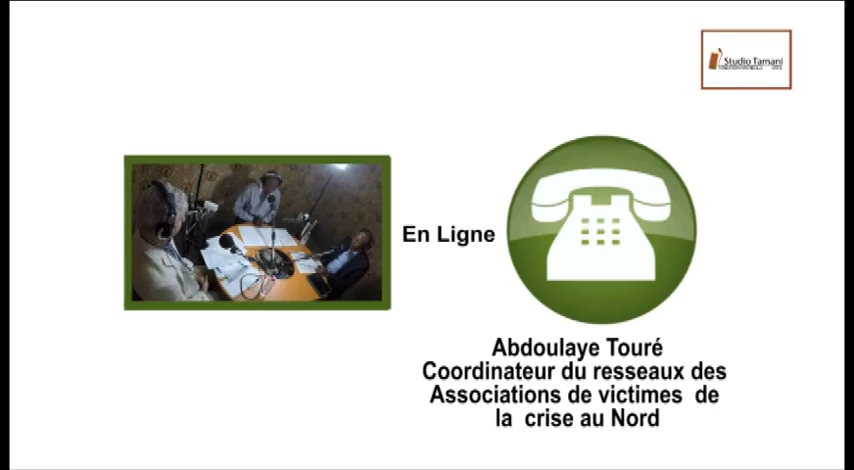 Studio Tamani
En Ligne
Abdoulaye Touré
Coordinateur du resseaux des
Associations de victimes de
la crise au Nord